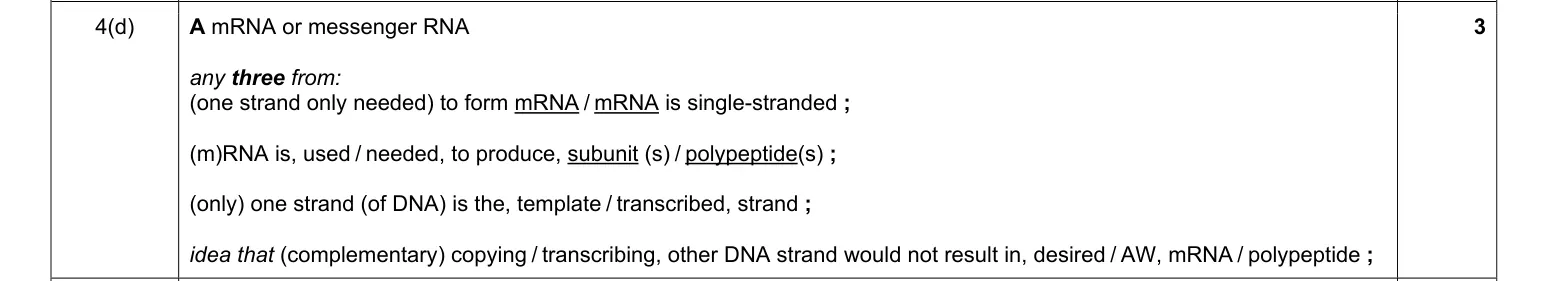 4(d) A mRNA or messenger RNA 3
any three from:
(one strand only needed) to form mRNA / mRNA is single-stranded ;
(m)RNA is, used / needed, to produce, subunit (s) / polypeptide(s) ;
(only) one strand (of DNA) is the, template / transcribed, strand ;
idea that (complementary) copying / transcribing, other DNA strand would not result in, desired / AW, mRNA / polypeptide ;